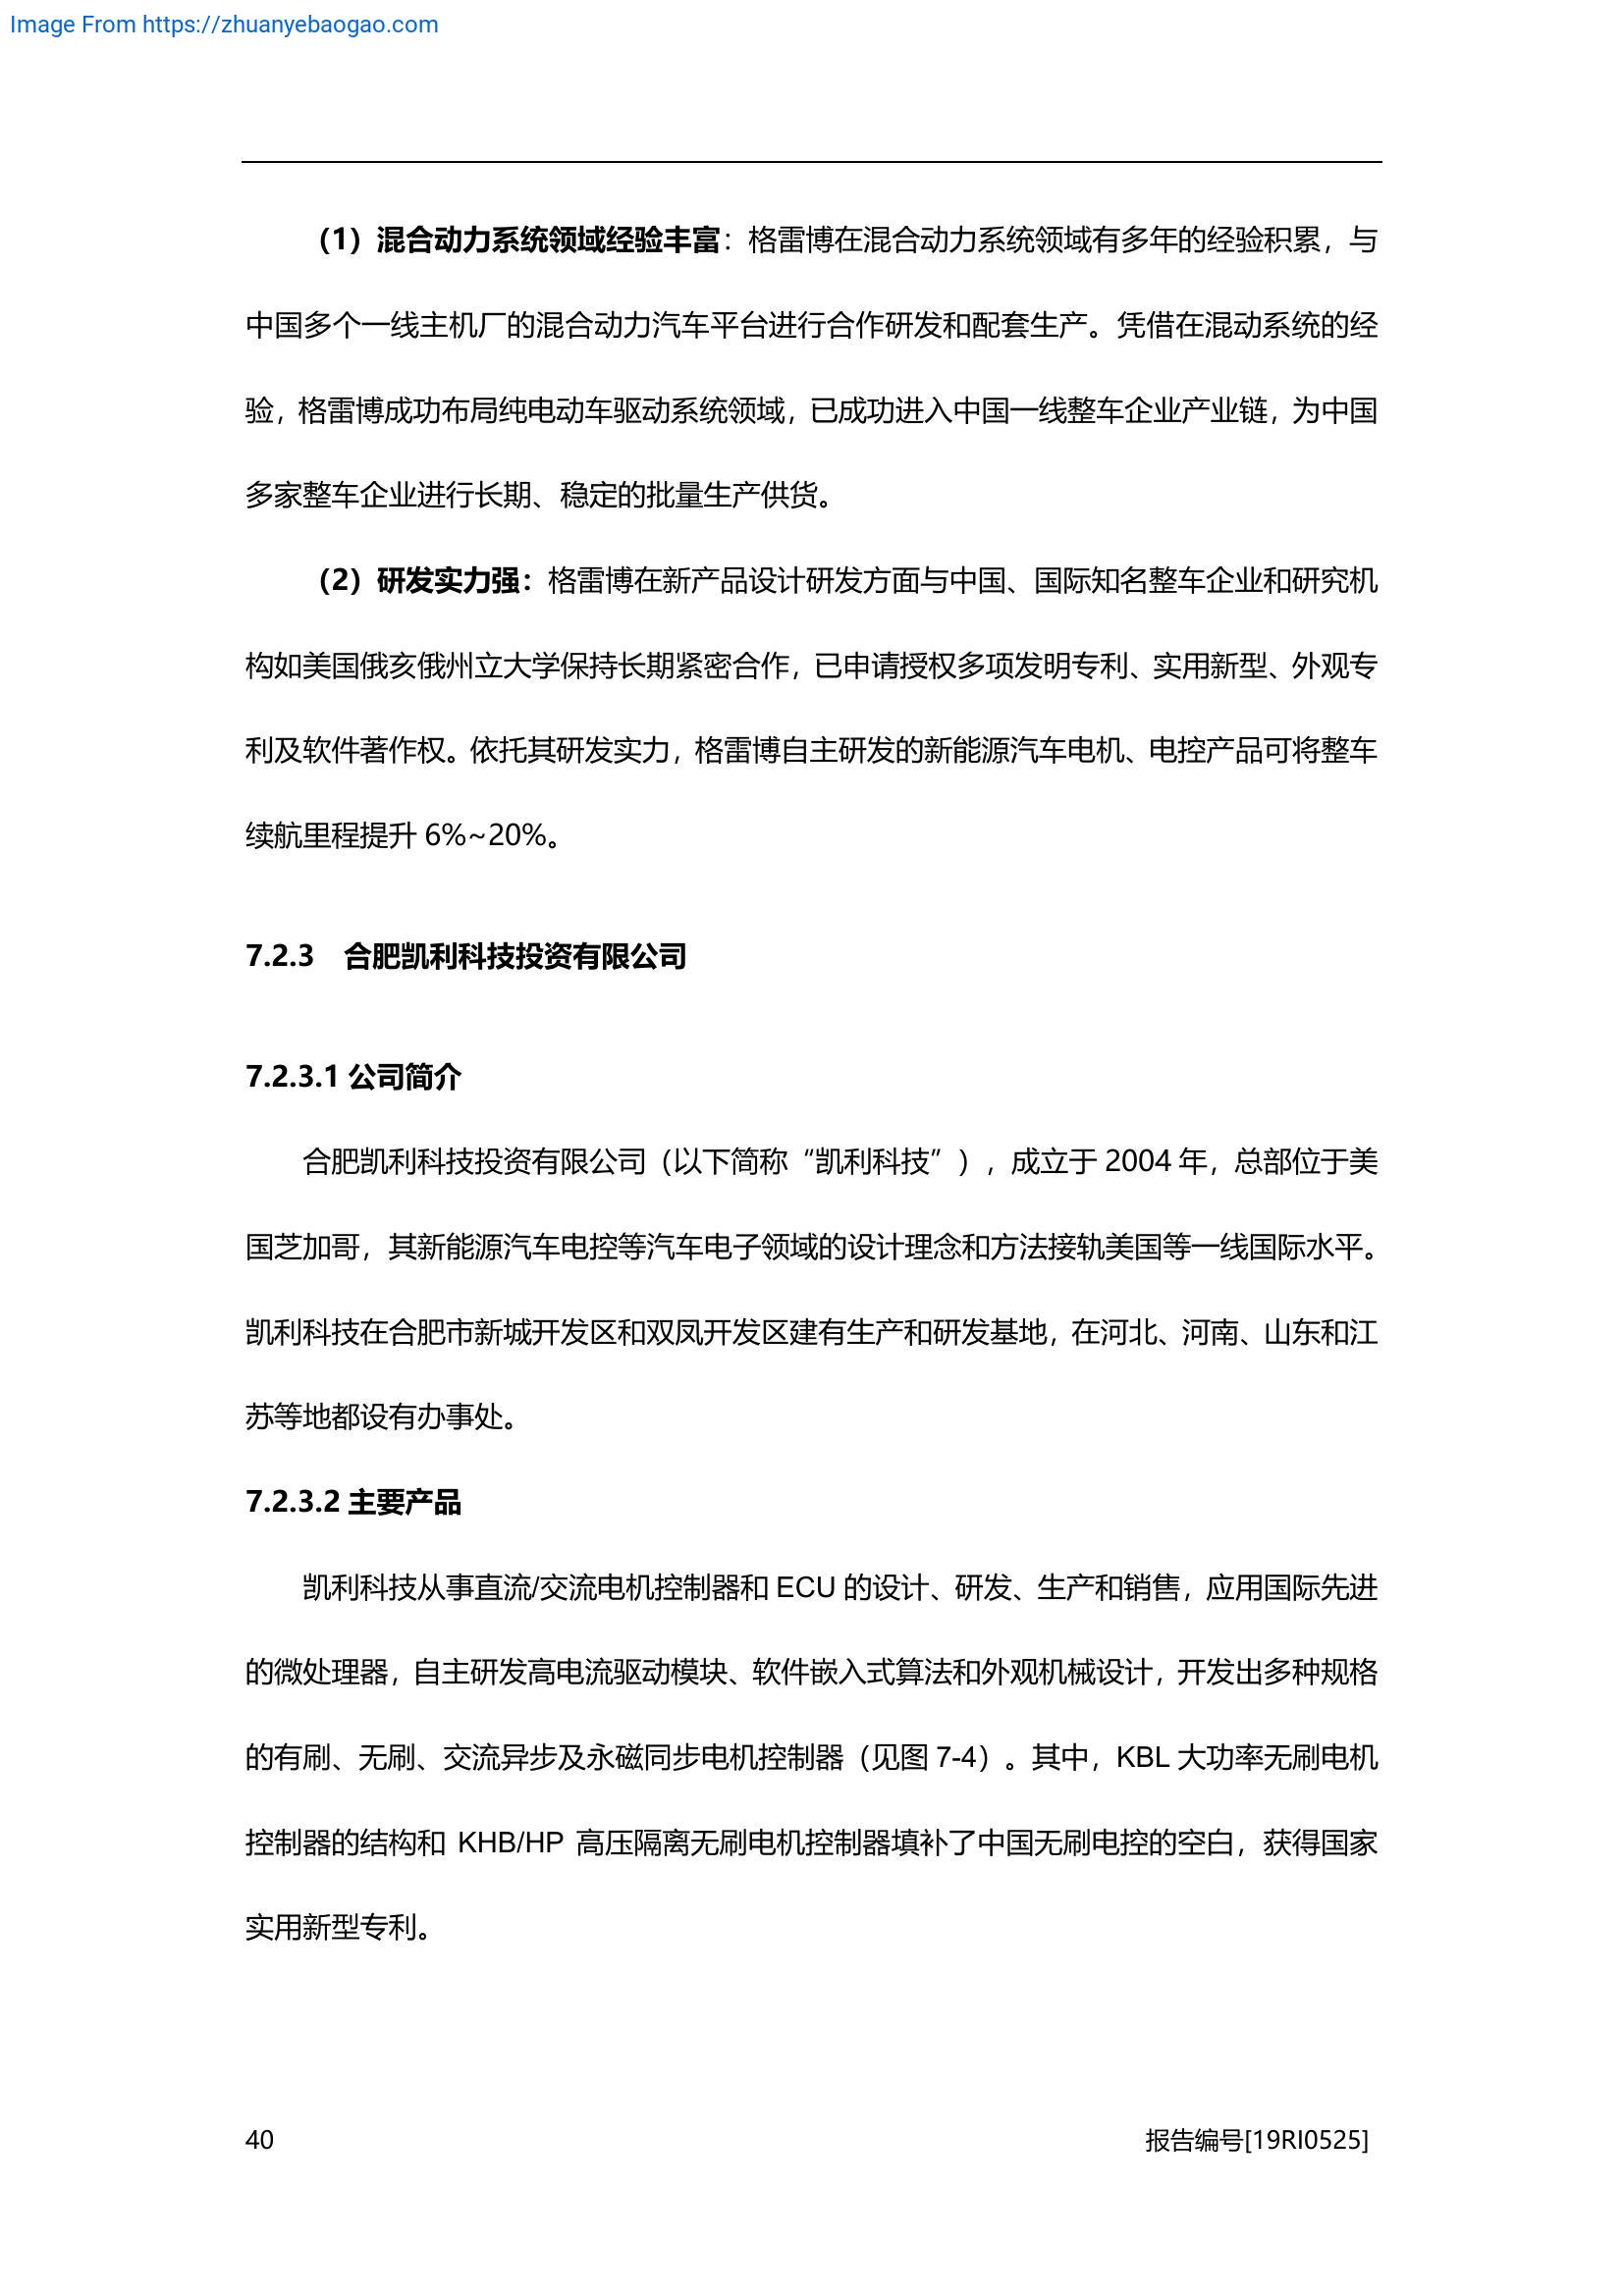 Image From https://zhuanyebaogao.com
（1）混合动力系统领域经验丰富：格雷博在混合动力系统领域有多年的经验积累，与
中国多个一线主机厂的混合动力汽车平台进行合作研发和配套生产。凭借在混动系统的经
验，格雷博成功布局纯电动车驱动系统领域，已成功进入中国一线整车企业产业链，为中国
多家整车企业进行长期、稳定的批量生产供货。
（2）研发实力强：格雷博在新产品设计研发方面与中国、国际知名整车企业和研究机
构如美国俄亥俄州立大学保持长期紧密合作，已申请授权多项发明专利、实用新型、外观专
利及软件著作权。依托其研发实力，格雷博自主研发的新能源汽车电机、电控产品可将整车
续航里程提升 6%~20%。
7.2.3 合肥凯利科技投资有限公司
7.2.3.1 公司简介
合肥凯利科技投资有限公司（以下简称“凯利科技”），成立于 2004 年，总部位于美
国芝加哥，其新能源汽车电控等汽车电子领域的设计理念和方法接轨美国等一线国际水平。
凯利科技在合肥市新城开发区和双凤开发区建有生产和研发基地，在河北、河南、山东和江
苏等地都设有办事处。
7.2.3.2 主要产品
凯利科技从事直流/交流电机控制器和 ECU 的设计、研发、生产和销售，应用国际先进
的微处理器，自主研发高电流驱动模块、软件嵌入式算法和外观机械设计，开发出多种规格
的有刷、无刷、交流异步及永磁同步电机控制器（见图 7-4）。其中，KBL 大功率无刷电机
控制器的结构和 KHB/HP 高压隔离无刷电机控制器填补了中国无刷电控的空白，获得国家
实用新型专利。
40 报告编号[19RI0525]